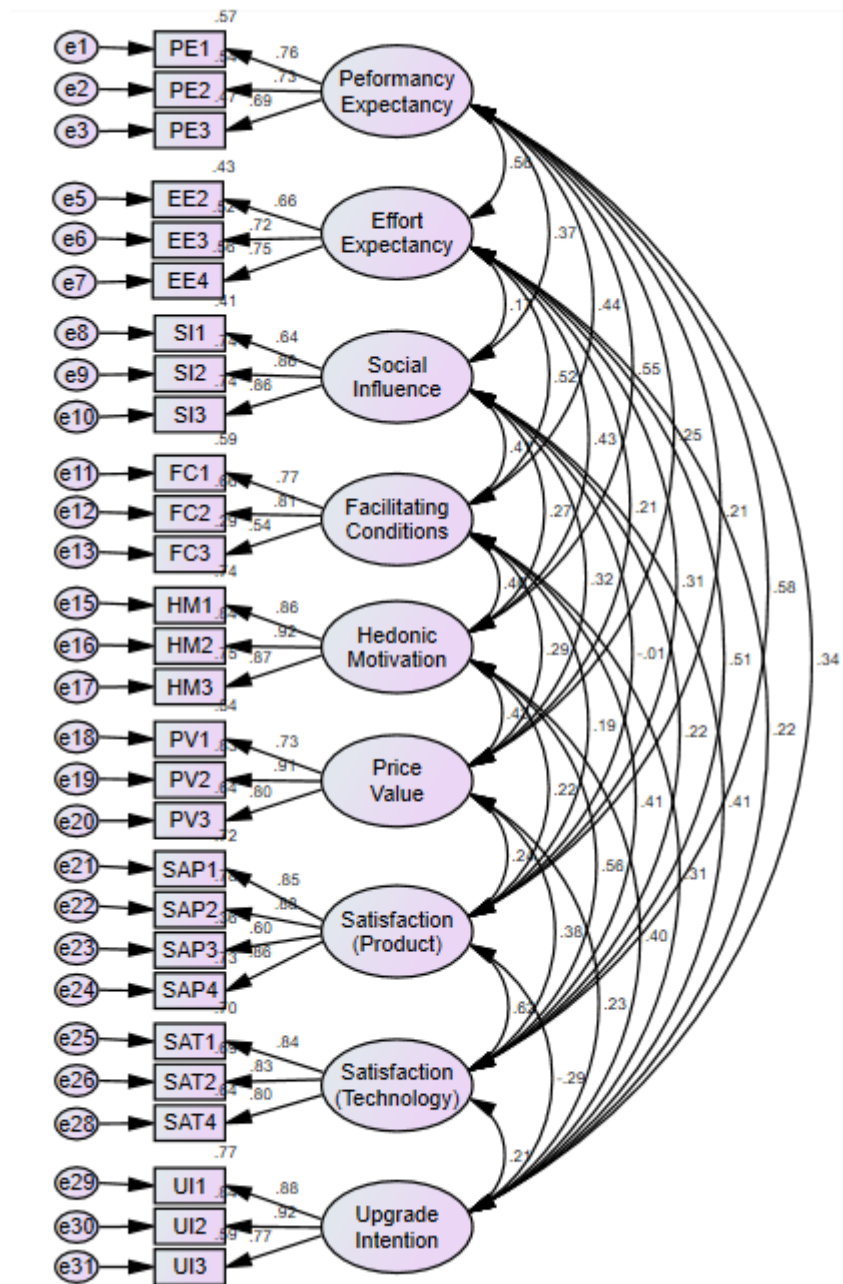 .57
e1 PE1 .76
e2 PE2 .73
e3 PE3 .69
Peformancy
Expectancy
.43
e5 EE2 .66
e6 EE3 .72
e7 EE4 .75
Effort
Expectancy
.56
.41
e8 SI1 .64
e9 SI2 .86
e10 SI3 .86
Social
Influence
.37
.74
.59
e11 FC1 .77
e12 FC2 .81
e13 FC3 .54
Facilitating
Conditions
.44
.52
.29
.74
e15 HM1 .86
e16 HM2 .92
e17 HM3 .87
Hedonic
Motivation
.55
.43
.27
e18 PV1 .73
e19 PV2 .91
e20 PV3 .80
Price
Value
.25
.21
.32
.29
.64
.72
e21 SAP1 .85
e22 SAP2
e23 SAP3 .60
e24 SAP4 .86
Satisfaction
(Product)
.21
.31
-.01
.19
.22
.73
.70
e25 SAT1 .84
e26 SAT2 .83
e28 SAT4 .80
Satisfaction
(Technology)
.58
.51
.22
.41
.56
.38
.62
.64
.77
e29 UI1 .88
e30 UI2 .92
e31 UI3 .77
Upgrade
Intention
.34
.22
.41
.31
.40
.23
-.29
.21
.59